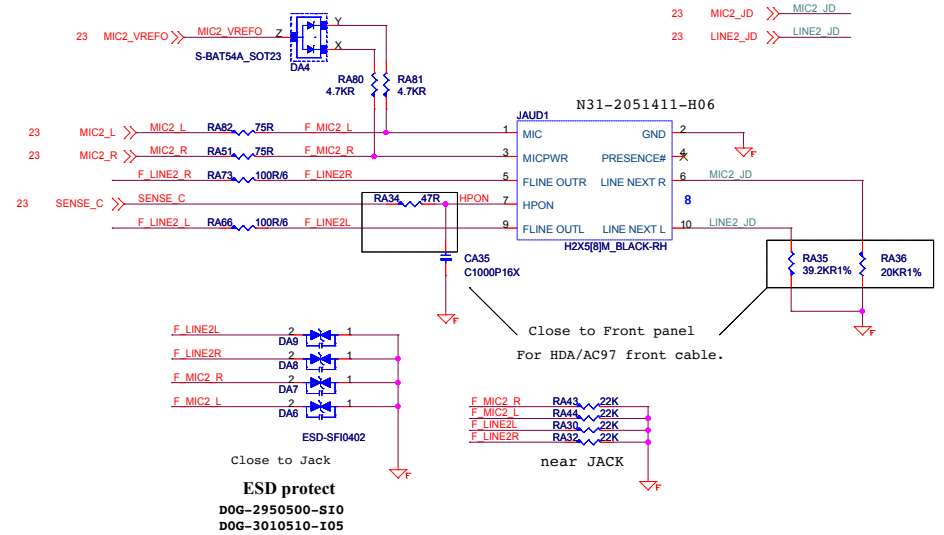 23 MIC2_VREFO MIC2_VREFO Z Y X
S-BAT54A_SOT23
DA4
23 MIC2_JD MIC2_JD
23 LINE2_JD LINE2_JD
RA80 4.7KR
RA81 4.7KR
N31-2051411-H06
JAUD1
23 MIC2_L MIC2_L RA82 75R F_MIC2_L 1 MIC GND 2
23 MIC2_R MIC2_R RA51 75R F_MIC2_R 3 MICPWR PRESENCE# 4
F_LINE2_R RA73 100R/6 F_LINE2R 5 FLINE OUTR LINE NEXT R 6 MIC2_JD
23 SENSE_C SENSE_C RA34 47R HPON 7 HPON 8
F_LINE2_L RA66 100R/6 F_LINE2L 9 FLINE OUTL LINE NEXT L 10 LINE2_JD
H2X5[8]M_BLACK-RH
CA35
C1000P16X
RA35
39.2KR1%
RA36
20KR1%
F
F
F
Close to Front panel
For HDA/AC97 front cable.
F_LINE2L 2 1
DA9
F_LINE2R 2 1
DA8
F_MIC2_R 2 1
DA7
F_MIC2_L 2 1
DA6
ESD-SFI0402
Close to Jack
F
ESD protect
D0G-2950500-SI0
D0G-3010510-I05
F_MIC2_R RA43 22K
F_MIC2_L RA44 22K
F_LINE2L RA30 22K
F_LINE2R RA32 22K
near JACK
F